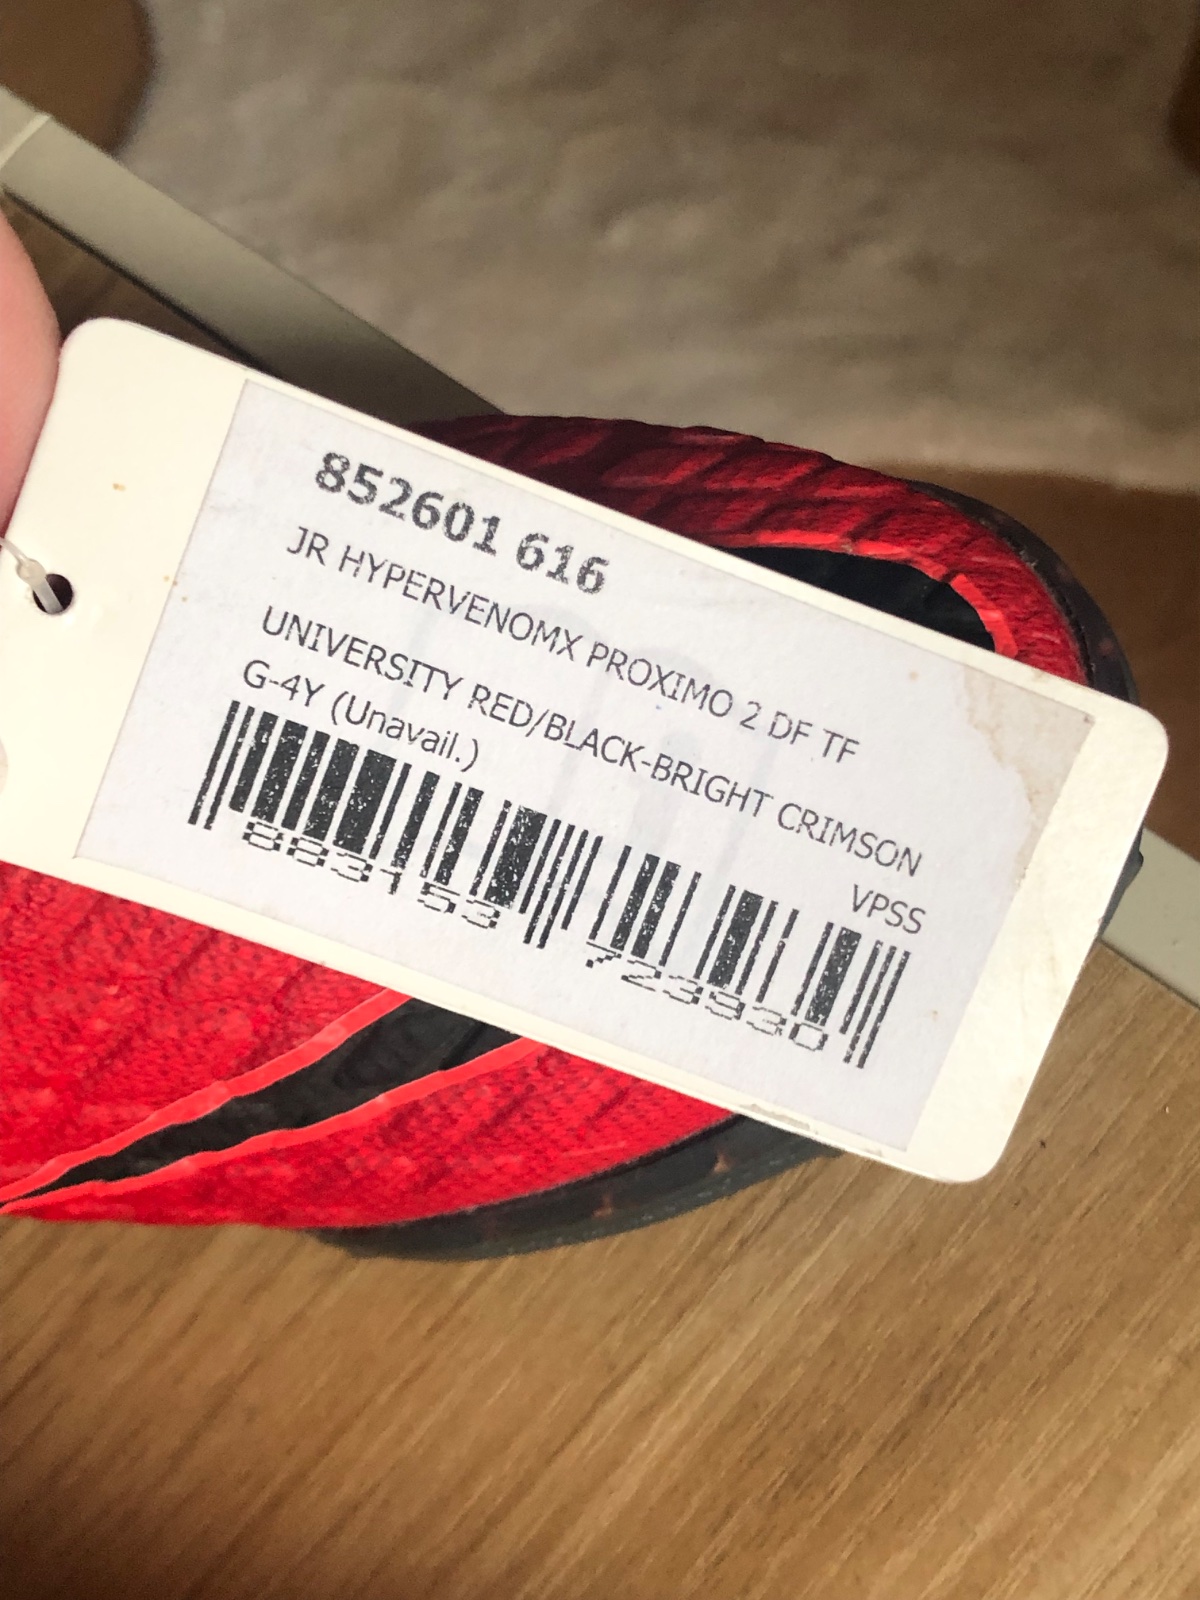 852601 616
JR HYPERVENOMX PROXIMO 2 DF TF
UNIVERSITY RED/BLACK-BRIGHT CRIMSON
G-4Y (Unavail.)
VPSS
883153 723930